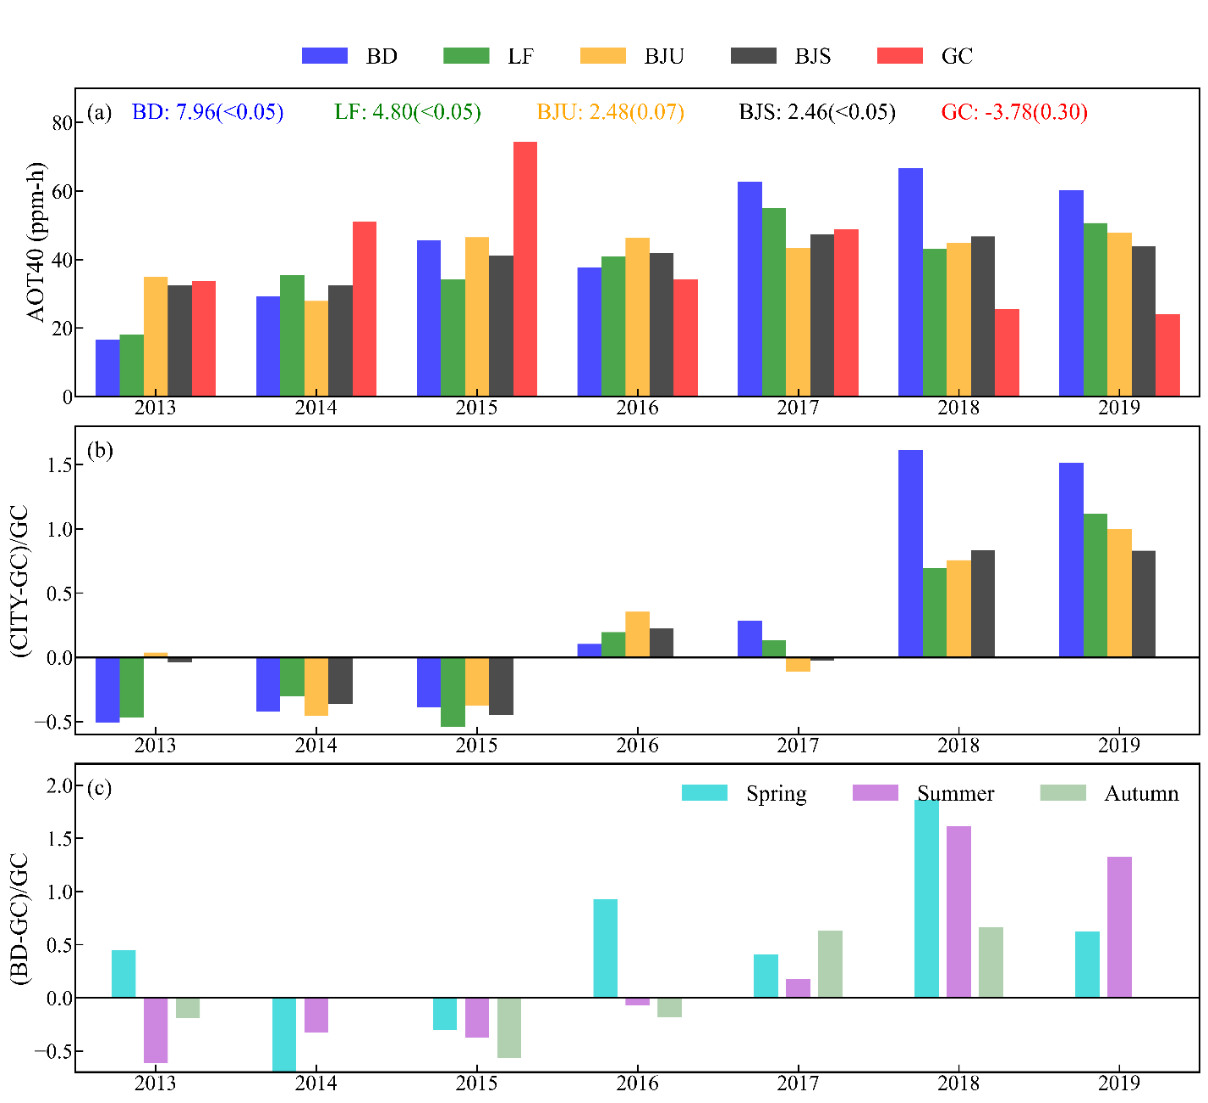 BD LF BJU BJS GC
(a) BD: 7.96(<0.05) LF: 4.80(<0.05) BJU: 2.48(0.07) BJS: 2.46(<0.05) GC: -3.78(0.30)
AOT40 (ppm-h)
80
60
40
20
0
2013 2014 2015 2016 2017 2018 2019
(b)
(CITY-GC)/GC
1.5
1.0
0.5
0.0
−0.5
2013 2014 2015 2016 2017 2018 2019
(c) Spring Summer Autumn
(BD-GC)/GC
2.0
1.5
1.0
0.5
0.0
−0.5
2013 2014 2015 2016 2017 2018 2019